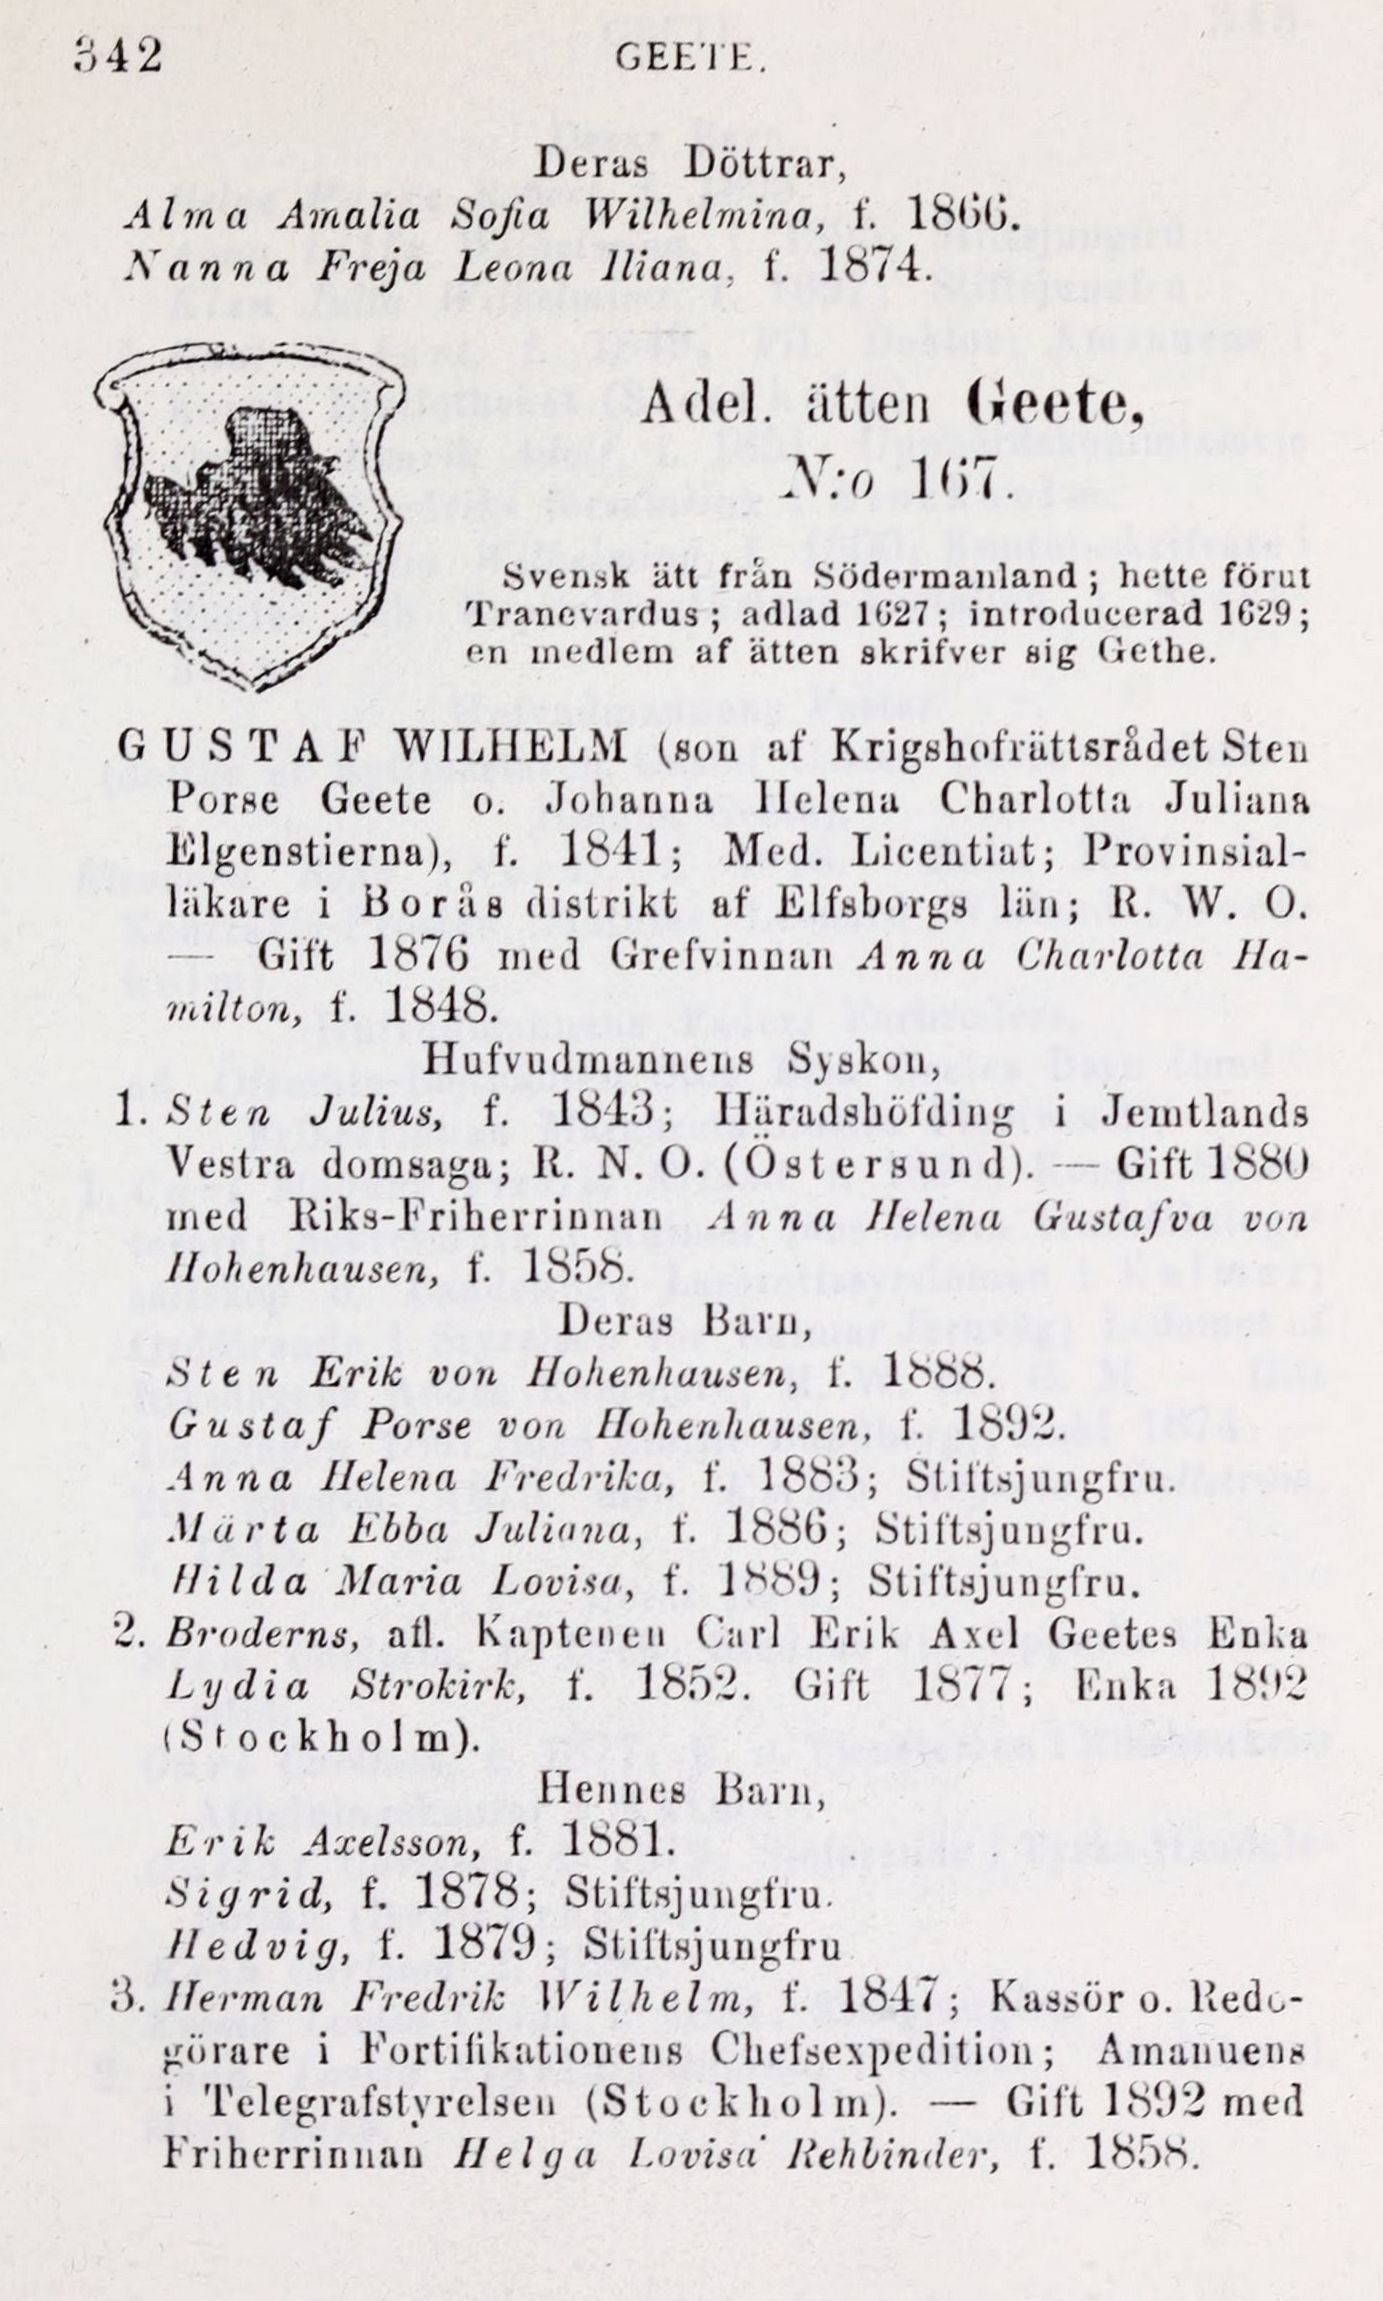 342 GEETE.
Deras Döttrar,
Alma Amalia Sofia Wilhelmina, f. 1866.
Nanna Freja Leona Iliana, f. 1874.
Adel. ätten Geete,
N:o 167.
Svensk ätt från Södermanland; hette förut
Tranevardus; adlad 1627; introducerad 1629;
en medlem af ätten skrifver sig Gethe.
GUSTAF WILHELM (son af Krigshofrättsrådet Sten
Porse Geete o. Johanna Helena Charlotta Juliana
Elgenstierna), f. 1841; Med. Licentiat; Provinsial-
läkare i Borås distrikt af Elfsborgs län; R. W. O.
— Gift 1876 med Grefvinnan Anna Charlotta Ha-
milton, f. 1848.
Hufvudmannens Syskon,
1. Sten Julius, f. 1843; Häradshöfding i Jemtlands
Vestra domsaga; R. N. O. (Östersund). — Gift 1880
med Riks-Friherrinnan Anna Helena Gustafva von
Hohenhausen, f. 1858.
Deras Barn,
Sten Erik von Hohenhausen, f. 1888.
Gustaf Porse von Hohenhausen, f. 1892.
Anna Helena Fredrika, f. 1883; Stiftsjungfru.
Märta Ebba Juliana, f. 1886; Stiftsjungfru.
Hilda Maria Lovisa, f. 1889; Stiftsjungfru.
2. Broderns, afl. Kaptenen Carl Erik Axel Geetes Enka
Lydia Strokirk, f. 1852. Gift 1877; Enka 1892
(Stockholm).
Hennes Barn,
Erik Axelsson, f. 1881.
Sigrid, f. 1878; Stiftsjungfru.
Hedvig, f. 1879; Stiftsjungfru
3. Herman Fredrik Wilhelm, f. 1847; Kassör o. Redo-
görare i Fortifikationens Chefsexpedition; Amanuens
i Telegrafstyrelsen (Stockholm). — Gift 1892 med
Friherrinnan Helga Lovisa Rehbinder, f. 1858.